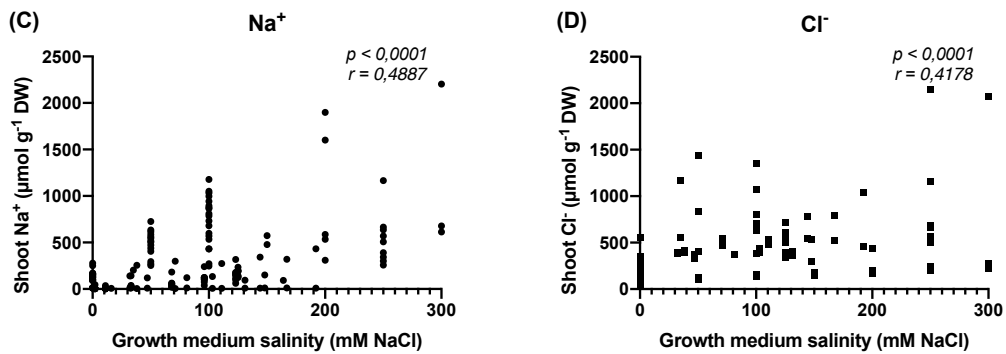 (C)
Na⁺
p < 0,0001
r = 0,4887
2500
2000
1500
1000
500
0
Shoot Na⁺ (μmol g⁻¹ DW)
0
100
200
300
Growth medium salinity (mM NaCl)
(D)
Cl⁻
p < 0,0001
r = 0,4178
2500
2000
1500
1000
500
0
Shoot Cl⁻ (μmol g⁻¹ DW)
0
100
200
300
Growth medium salinity (mM NaCl)